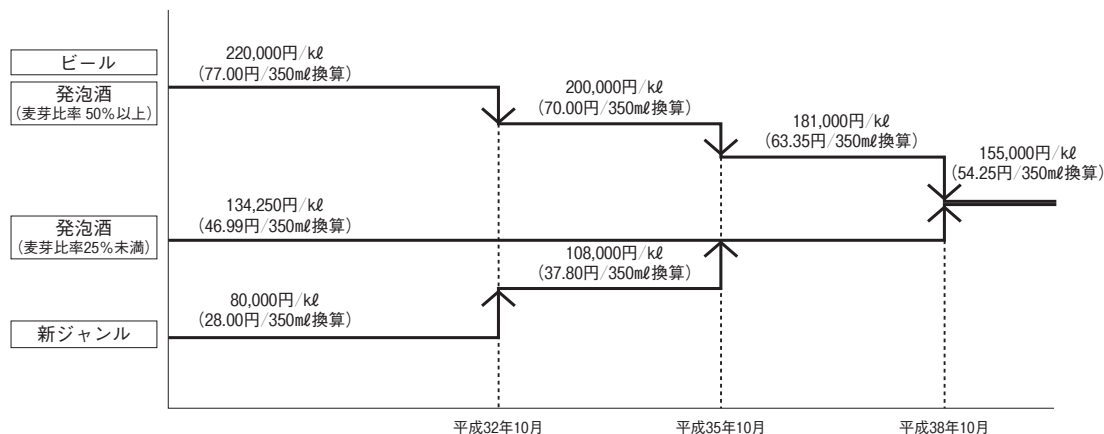 ビール
発泡酒
(麦芽比率 50％以上)
220,000円/kℓ
(77.00円/350mℓ換算)
200,000円/kℓ
(70.00円/350mℓ換算)
181,000円/kℓ
(63.35円/350mℓ換算)
155,000円/kℓ
(54.25円/350mℓ換算)
発泡酒
(麦芽比率25％未満)
134,250円/kℓ
(46.99円/350mℓ換算)
108,000円/kℓ
(37.80円/350mℓ換算)
新ジャンル
80,000円/kℓ
(28.00円/350mℓ換算)
平成32年10月
平成35年10月
平成38年10月